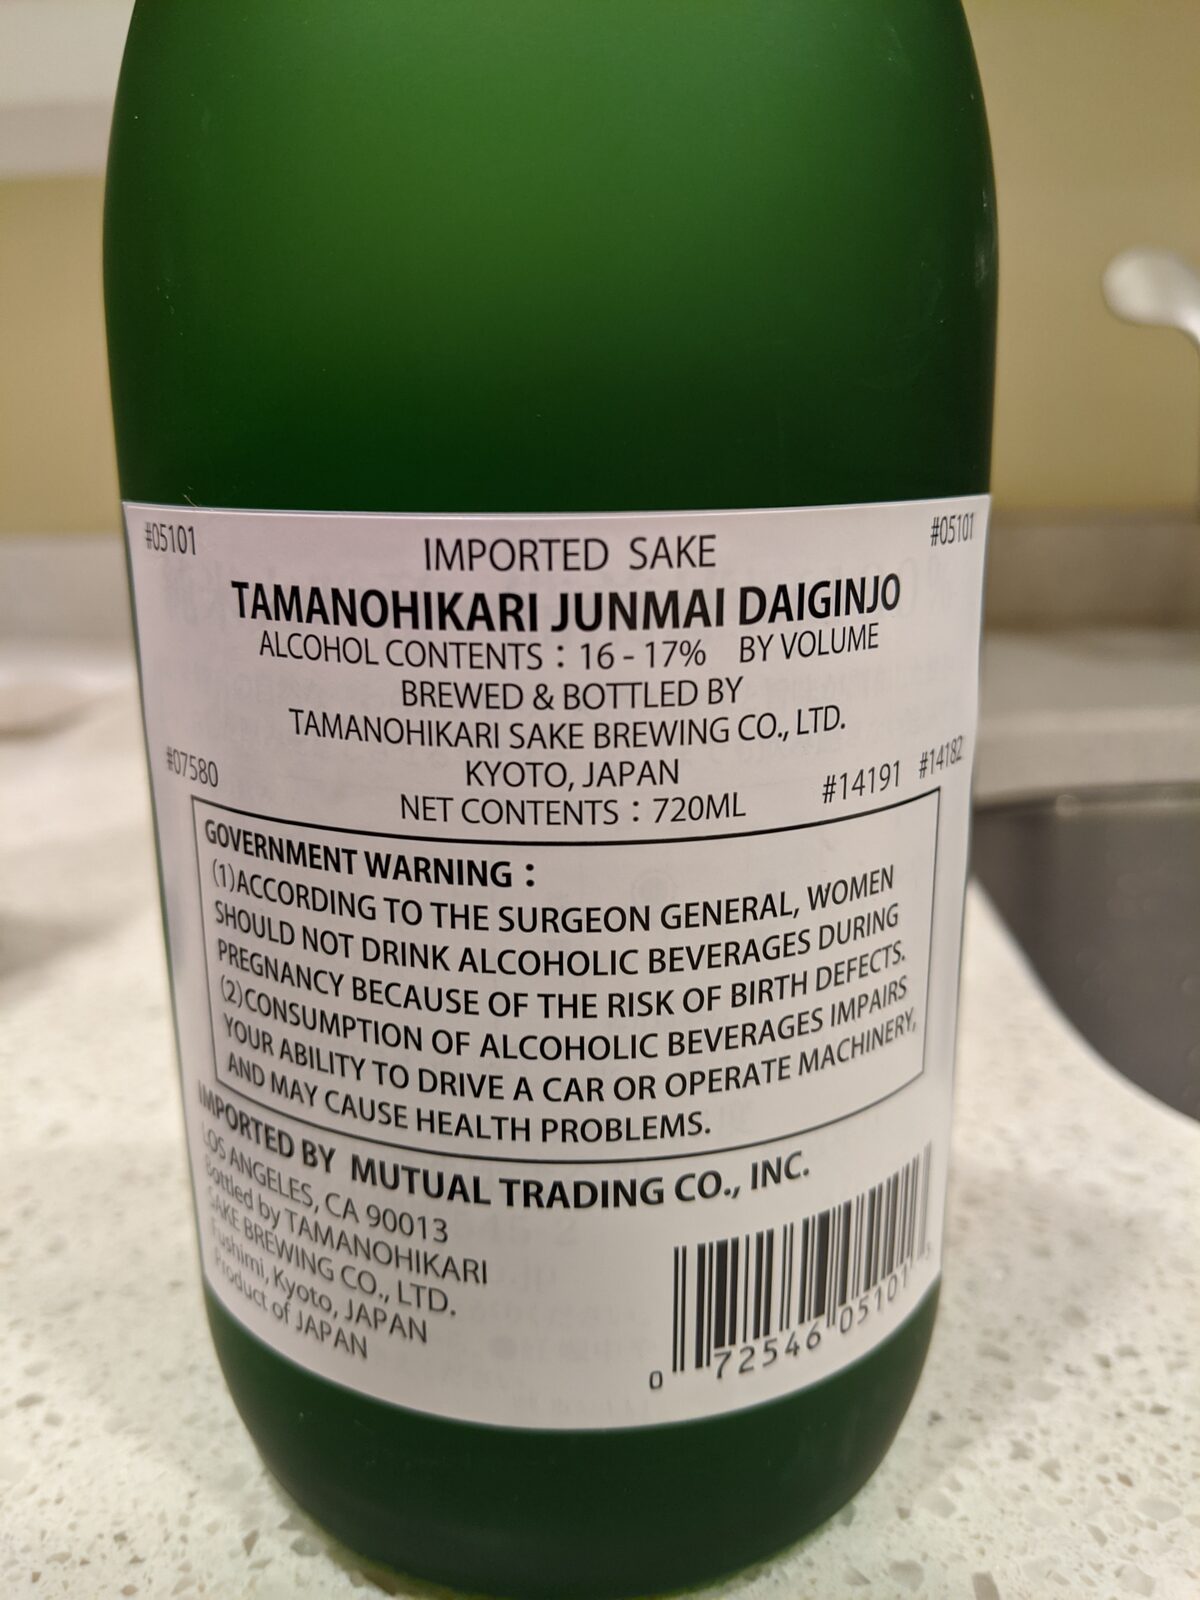 #05101 #05101
IMPORTED SAKE
TAMANOHIKARI JUNMAI DAIGINJO
ALCOHOL CONTENTS : 16 - 17% BY VOLUME
BREWED & BOTTLED BY
TAMANOHIKARI SAKE BREWING CO., LTD.
#07580 KYOTO, JAPAN #14191 #14182
NET CONTENTS : 720ML
GOVERNMENT WARNING :
(1)ACCORDING TO THE SURGEON GENERAL, WOMEN
SHOULD NOT DRINK ALCOHOLIC BEVERAGES DURING
PREGNANCY BECAUSE OF THE RISK OF BIRTH DEFECTS.
(2)CONSUMPTION OF ALCOHOLIC BEVERAGES IMPAIRS
YOUR ABILITY TO DRIVE A CAR OR OPERATE MACHINERY,
AND MAY CAUSE HEALTH PROBLEMS.
IMPORTED BY MUTUAL TRADING CO., INC.
LOS ANGELES, CA 90013
Bottled by TAMANOHIKARI
SAKE BREWING CO., LTD.
Fushimi, Kyoto, JAPAN
Product of JAPAN
0 72546 05101